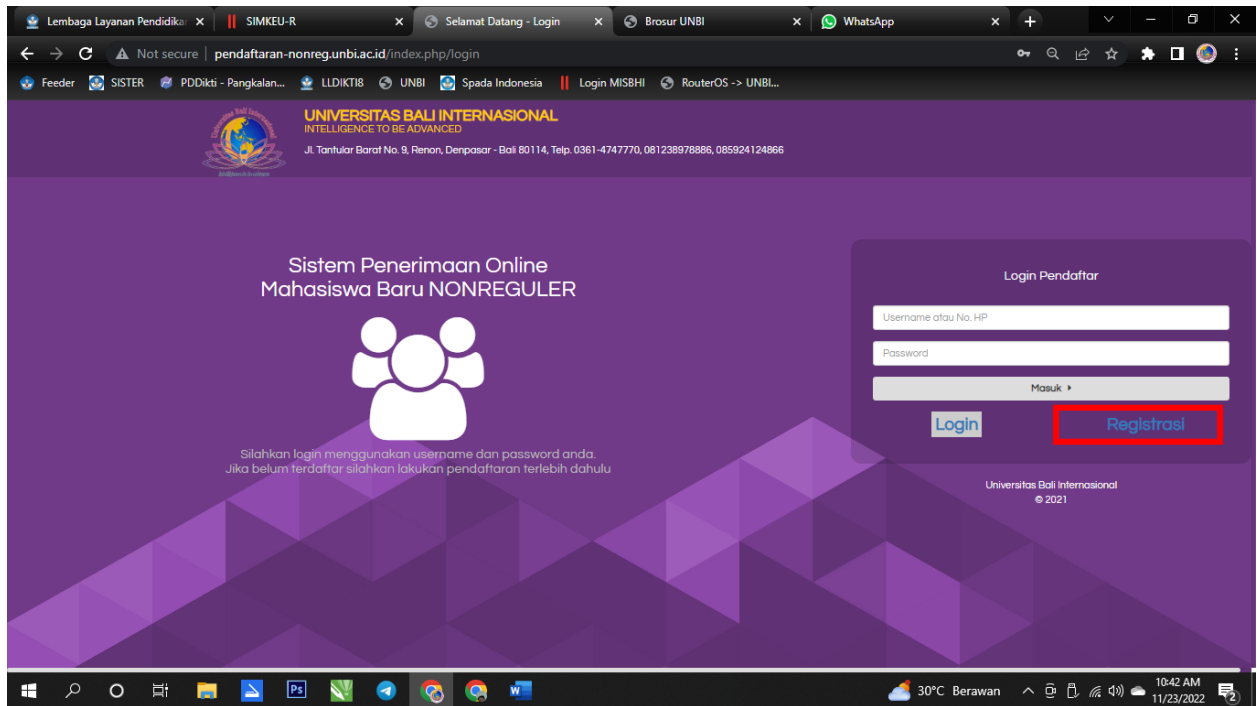 Lembaga Layanan Pendidikan
SIMKEU-R
Selamat Datang - Login
Brosur UNBI
WhatsApp
Not secure | pendaftaran-nonreg.unbi.ac.id/index.php/login
Feeder SISTER PDDikti - Pangkalan... LLDIKTI8 UNBI Spada Indonesia Login MISBHI RouterOS -> UNBI...
UNIVERSITAS BALI INTERNASIONAL
INTELLIGENCE TO BE ADVANCED
Jl. Tantular Barat No. 9, Renon, Denpasar - Bali 80114, Telp. 0361-4747770, 081238978886, 085924124866
Sistem Penerimaan Online
Mahasiswa Baru NONREGULER
Silahkan login menggunakan username dan password anda.
Jika belum terdaftar silahkan lakukan pendaftaran terlebih dahulu
Login Pendaftar
Username atau No. HP
Password
Masuk
Login Registrasi
Universitas Bali Internasional
© 2021
Ps
W
30°C Berawan
10:42 AM
11/23/2022
2